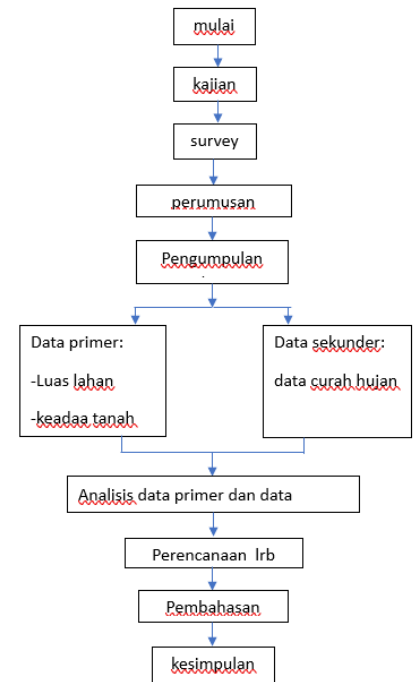 mulai
kajian
survey
perumusan
Pengumpulan
Data primer:
-Luas lahan
-keadaa tanah
Data sekunder:
data curah hujan
Analisis data primer dan data
Perencanaan lrb
Pembahasan
kesimpulan